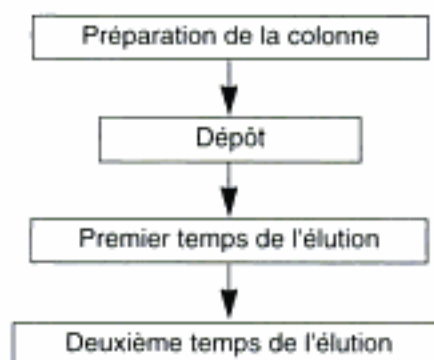 Préparation de la colonne
Dépôt
Premier temps de l'élution
Deuxième temps de l'élution